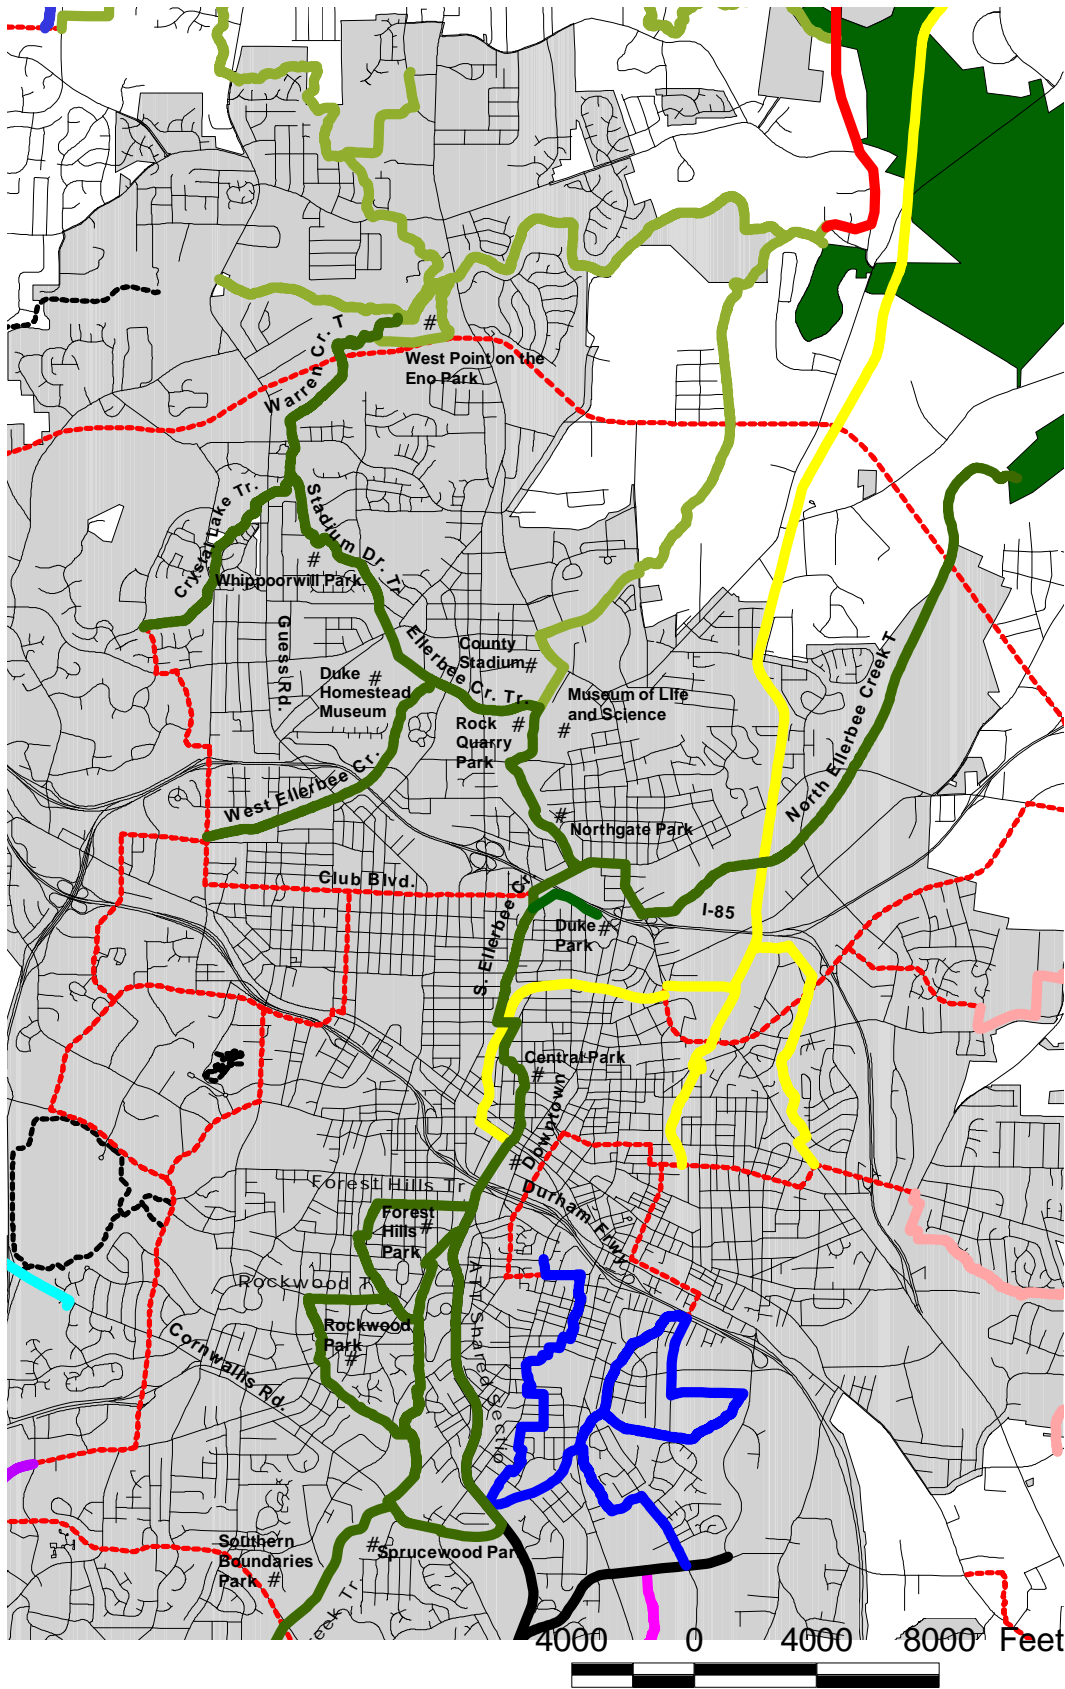 West Point on the
Eno Park
Warren Cr. T
Crystal Lake Tr.
Stadium Dr. Tr
Whippoorwill Park
Guess Rd.
Ellerbee Cr. Tr.
County
Stadium
Duke
Homestead
Museum
Museum of Life
and Science
Rock
Quarry
Park
North Ellerbee Creek T
West Ellerbee Cr.
Northgate Park
Club Blvd.
S. Ellerbee Cr.
I-85
Duke
Park
Central Park
Downtown
Forest Hills Tr
Durham Frwy
Forest
Hills
Park
Rockwood T
ATT Shared Sectio
Rockwood
Park
Cornwallis Rd.
Southern
Boundaries
Park
Sprucewood Par
eek Tr.
4000 0 4000 8000 Feet